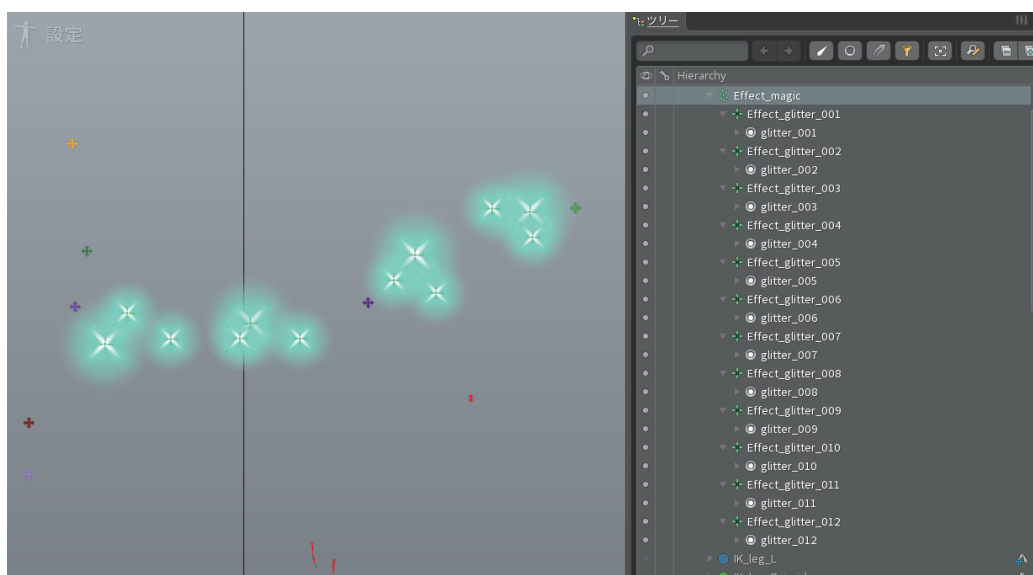 設定
ツリー
Hierarchy
Effect_magic
Effect_glitter_001
glitter_001
Effect_glitter_002
glitter_002
Effect_glitter_003
glitter_003
Effect_glitter_004
glitter_004
Effect_glitter_005
glitter_005
Effect_glitter_006
glitter_006
Effect_glitter_007
glitter_007
Effect_glitter_008
glitter_008
Effect_glitter_009
glitter_009
Effect_glitter_010
glitter_010
Effect_glitter_011
glitter_011
Effect_glitter_012
glitter_012
IK_leg_L